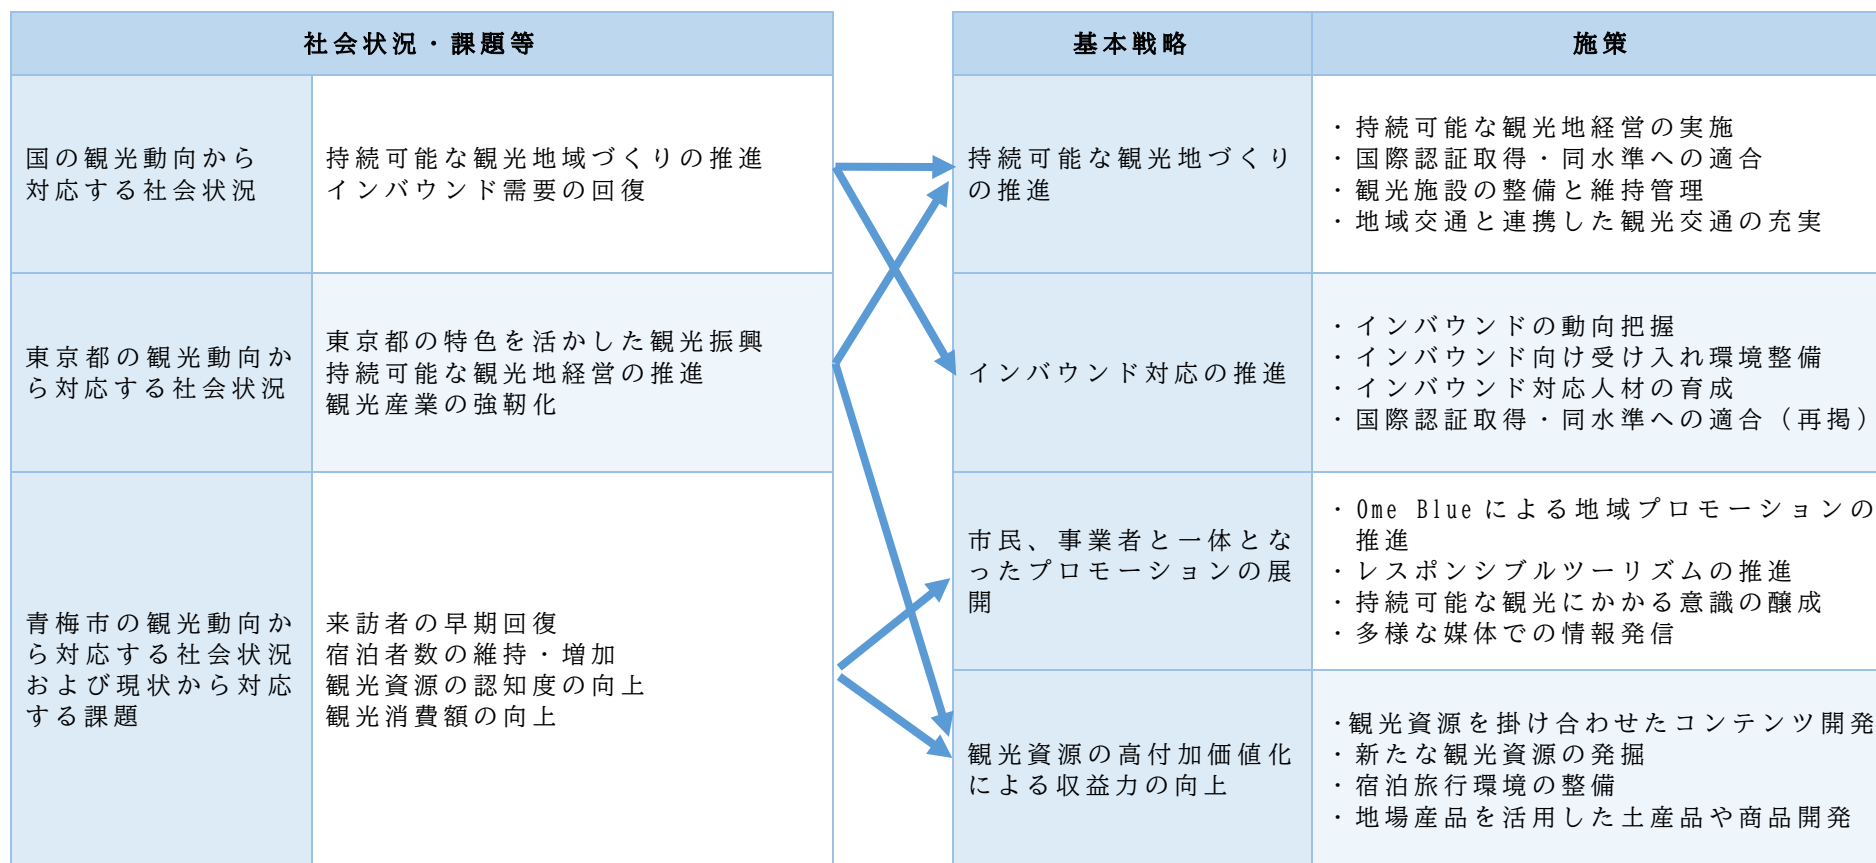 社会状況・課題等
国の観光動向から
対応する社会状況
持続可能な観光地域づくりの推進
インバウンド需要の回復
東京都の観光動向か
ら対応する社会状況
東京都の特色を活かした観光振興
持続可能な観光地経営の推進
観光産業の強靭化
青梅市の観光動向か
ら対応する社会状況
および現状から対応
する課題
来訪者の早期回復
宿泊者数の維持・増加
観光資源の認知度の向上
観光消費額の向上
基本戦略
施策
持続可能な観光地づくり
の推進
・持続可能な観光地経営の実施
・国際認証取得・同水準への適合
・観光施設の整備と維持管理
・地域交通と連携した観光交通の充実
インバウンド対応の推進
・インバウンドの動向把握
・インバウンド向け受け入れ環境整備
・インバウンド対応人材の育成
・国際認証取得・同水準への適合（再掲）
市民、事業者と一体とな
ったプロモーションの展
開
・Ome Blueによる地域プロモーションの
推進
・レスポンシブルツーリズムの推進
・持続可能な観光にかかる意識の醸成
・多様な媒体での情報発信
観光資源の高付加価値化
による収益力の向上
・観光資源を掛け合わせたコンテンツ開発
・新たな観光資源の発掘
・宿泊旅行環境の整備
・地場産品を活用した土産品や商品開発